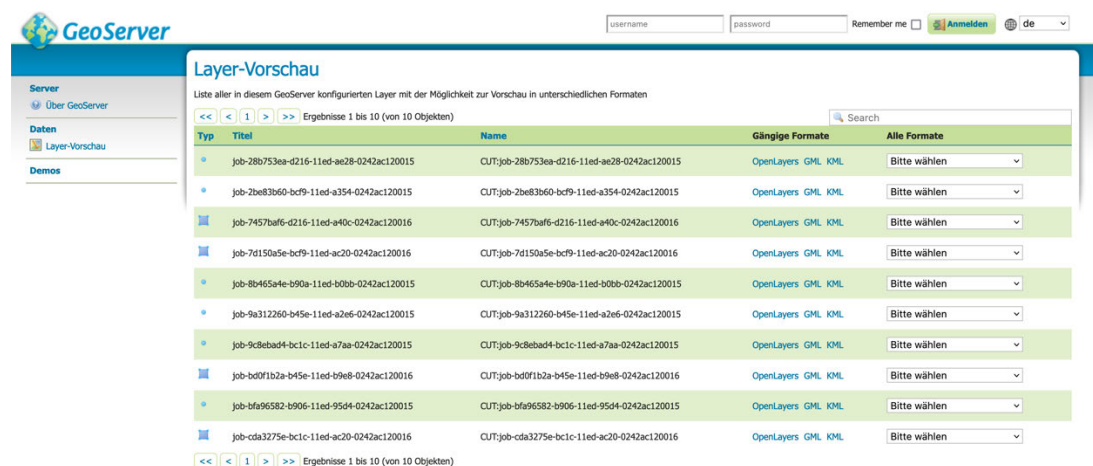 GeoServer
username password Remember me Anmelden de
Server
Über GeoServer
Daten
Layer-Vorschau
Demos
Layer-Vorschau
Liste aller in diesem GeoServer konfigurierten Layer mit der Möglichkeit zur Vorschau in unterschiedlichen Formaten
<< < 1 > >> Ergebnisse 1 bis 10 (von 10 Objekten) Search
Typ Titel Name Gängige Formate Alle Formate
job-28b753ea-d216-11ed-ae28-0242ac120015 CUT:job-28b753ea-d216-11ed-ae28-0242ac120015 OpenLayers GML KML Bitte wählen
job-2be83b60-bcf9-11ed-a354-0242ac120015 CUT:job-2be83b60-bcf9-11ed-a354-0242ac120015 OpenLayers GML KML Bitte wählen
job-7457baf6-d216-11ed-a40c-0242ac120016 CUT:job-7457baf6-d216-11ed-a40c-0242ac120016 OpenLayers GML KML Bitte wählen
job-7d150a5e-bcf9-11ed-ac20-0242ac120016 CUT:job-7d150a5e-bcf9-11ed-ac20-0242ac120016 OpenLayers GML KML Bitte wählen
job-8b465a4e-b90a-11ed-b0bb-0242ac120015 CUT:job-8b465a4e-b90a-11ed-b0bb-0242ac120015 OpenLayers GML KML Bitte wählen
job-9a312260-b45e-11ed-a2e6-0242ac120015 CUT:job-9a312260-b45e-11ed-a2e6-0242ac120015 OpenLayers GML KML Bitte wählen
job-9c8ebad4-bc1c-11ed-a7aa-0242ac120015 CUT:job-9c8ebad4-bc1c-11ed-a7aa-0242ac120015 OpenLayers GML KML Bitte wählen
job-bd0f1b2a-b45e-11ed-b9e8-0242ac120016 CUT:job-bd0f1b2a-b45e-11ed-b9e8-0242ac120016 OpenLayers GML KML Bitte wählen
job-bfa96582-b906-11ed-95d4-0242ac120015 CUT:job-bfa96582-b906-11ed-95d4-0242ac120015 OpenLayers GML KML Bitte wählen
job-cda3275e-bc1c-11ed-ac20-0242ac120016 CUT:job-cda3275e-bc1c-11ed-ac20-0242ac120016 OpenLayers GML KML Bitte wählen
<< < 1 > >> Ergebnisse 1 bis 10 (von 10 Objekten)